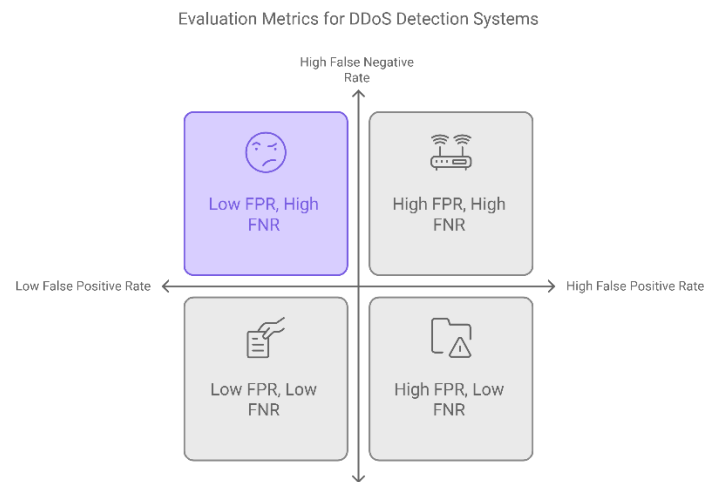 Evaluation Metrics for DDoS Detection Systems
High False Negative
Rate
Low FPR, High
FNR
High FPR, High
FNR
Low False Positive Rate
High False Positive Rate
Low FPR, Low
FNR
High FPR, Low
FNR